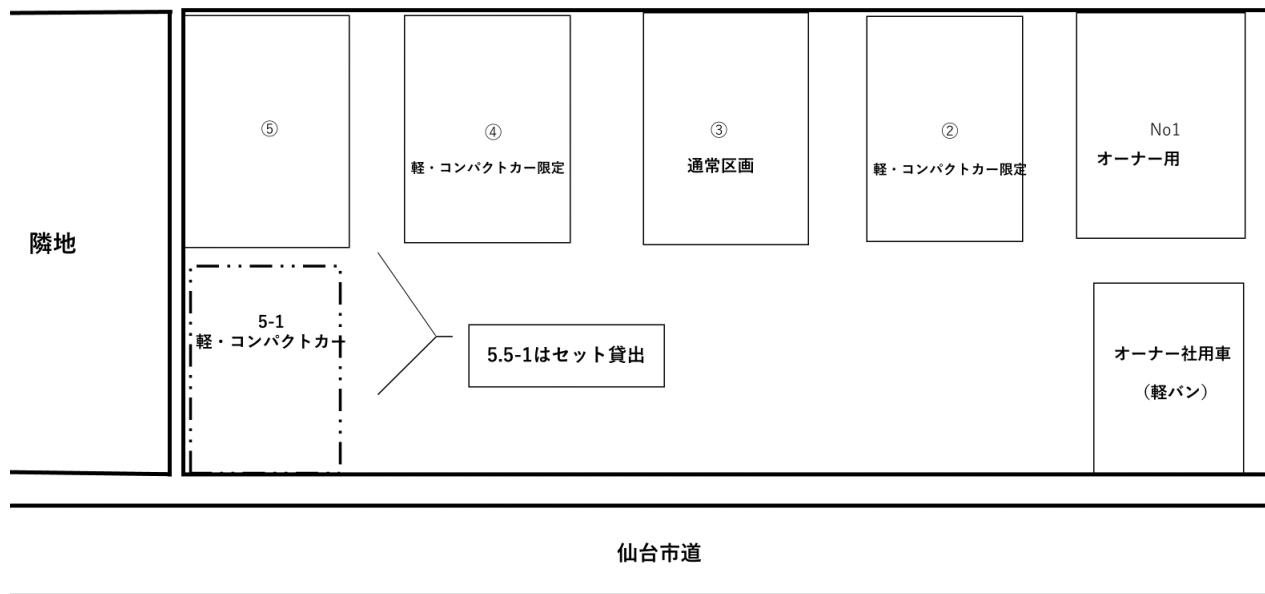 ⑤
④
軽・コンパクトカー限定
③
通常区画
②
軽・コンパクトカー限定
No1
オーナー用
隣地
5-1
軽・コンパクトカー
5.5-1はセット貸出
オーナー社用車
（軽バン）
仙台市道